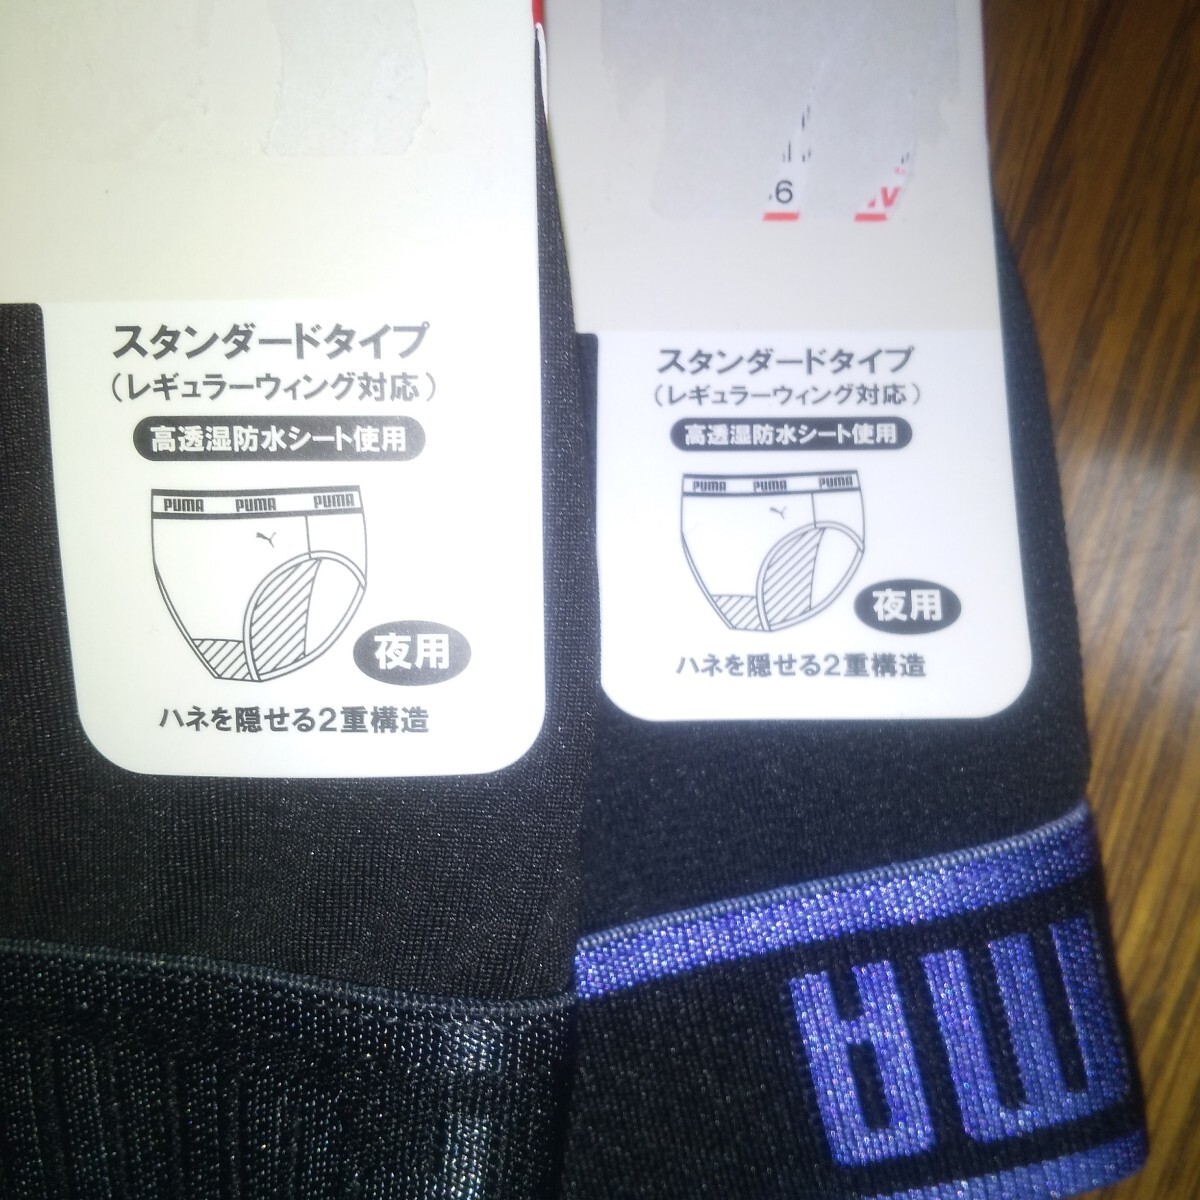 スタンダードタイプ
(レギュラーウィング対応)
高透湿防水シート使用
PUMA PUMA PUMA
夜用
ハネを隠せる2重構造
6
スタンダードタイプ
(レギュラーウィング対応)
高透湿防水シート使用
PUMA PUMA PUMA
夜用
ハネを隠せる2重構造
MA